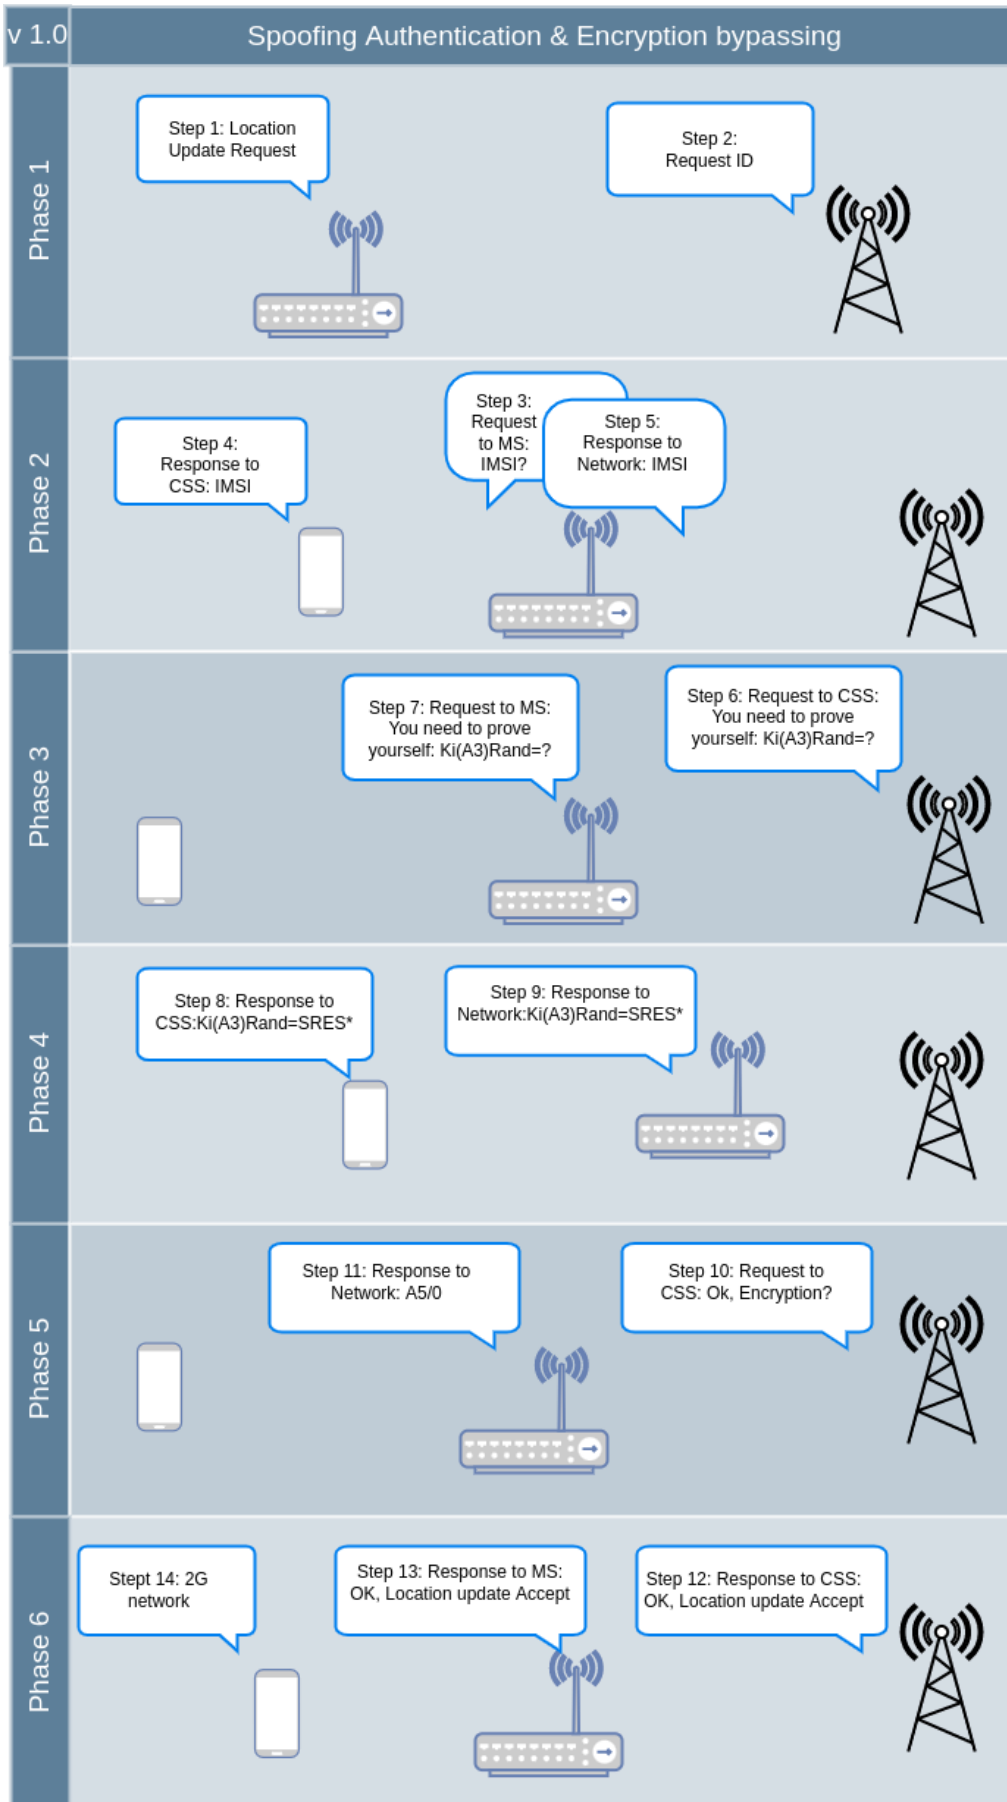 v 1.0
Spoofing Authentication & Encryption bypassing
Phase 1
Step 1: Location
Update Request
Step 2:
Request ID
Phase 2
Step 4:
Response to
CSS: IMSI
Step 3:
Request
to MS:
IMSI?
Step 5:
Response to
Network: IMSI
Phase 3
Step 7: Request to MS:
You need to prove
yourself: Ki(A3)Rand=?
Step 6: Request to CSS:
You need to prove
yourself: Ki(A3)Rand=?
Phase 4
Step 8: Response to
CSS:Ki(A3)Rand=SRES*
Step 9: Response to
Network:Ki(A3)Rand=SRES*
Phase 5
Step 11: Response to
Network: A5/0
Step 10: Request to
CSS: Ok, Encryption?
Phase 6
Stept 14: 2G
network
Step 13: Response to MS:
OK, Location update Accept
Step 12: Response to CSS:
OK, Location update Accept